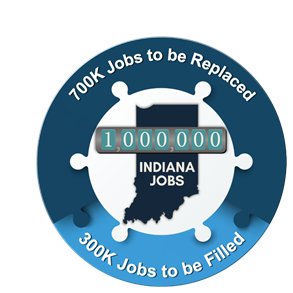 700K Jobs to be Replaced
1,000,000
INDIANA
JOBS
300K Jobs to be Filled